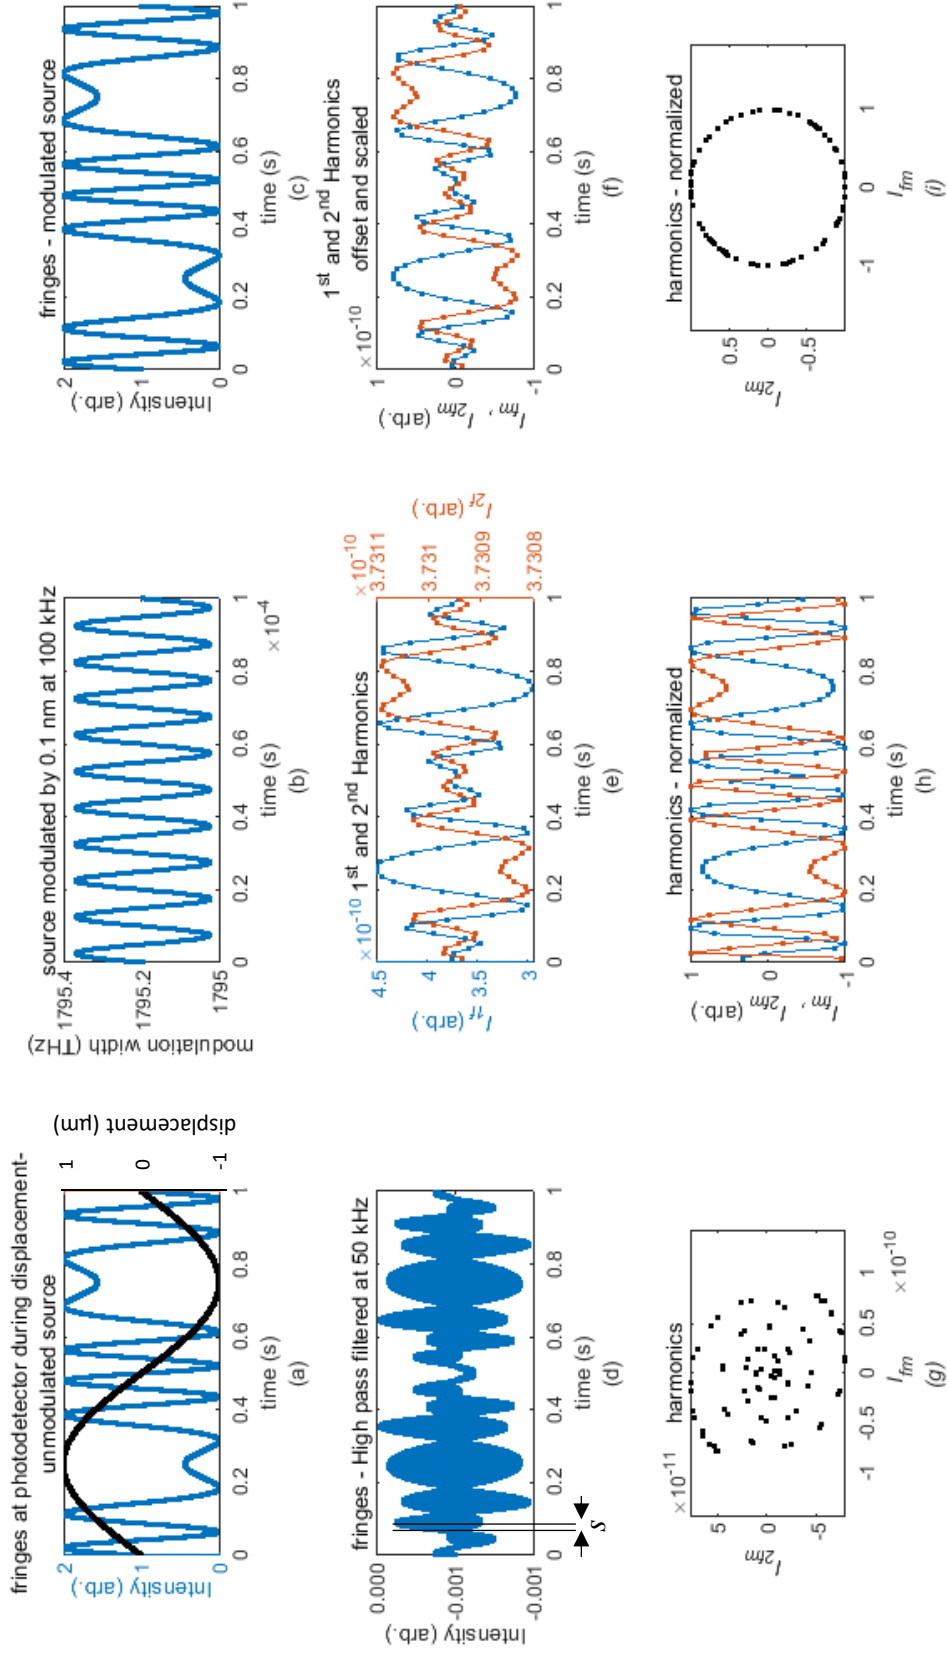 fringes at photodetector during displacement-
unmodulated source
Intensity (arb.)
2
1
0
displacement (µm)
1
0
-1
0 0.2 0.4 0.6 0.8 1
time (s)
(a)
source modulated by 0.1 nm at 100 kHz
modulation width (THz)
1795.4
1795.2
1795
0 0.2 0.4 0.6 0.8 1
×10-4
time (s)
(b)
fringes - modulated source
Intensity (arb.)
2
1
0
0 0.2 0.4 0.6 0.8 1
time (s)
(c)
fringes - High pass filtered at 50 kHz
Intensity (arb.)
0.000
-0.001
-0.001
0 0.2 0.4 0.6 0.8 1
S
time (s)
(d)
×10-10 1st and 2nd Harmonics
I1f (arb.)
4.5
4
3.5
3
×10-10
3.7311
3.731
3.7309
3.7308
I2f (arb.)
0 0.2 0.4 0.6 0.8 1
time (s)
(e)
1st and 2nd Harmonics
offset and scaled
×10-10
Ifm , I2fm (arb.)
1
0
-1
0 0.2 0.4 0.6 0.8 1
time (s)
(f)
harmonics
×10-11
I2fm
5
0
-5
-1 -0.5 0 0.5 1
×10-10
Ifm
(g)
harmonics - normalized
Ifm, I2fm (arb.)
1
0
-1
0 0.2 0.4 0.6 0.8 1
time (s)
(h)
harmonics - normalized
I2fm
0.5
0
-0.5
-1 0 1
Ifm
(i)